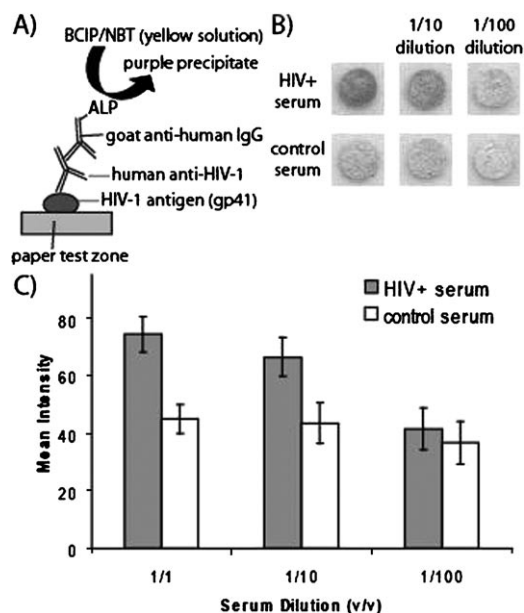 A)
BCIP/NBT (yellow solution)
purple precipitate
ALP
goat anti-human IgG
human anti-HIV-1
HIV-1 antigen (gp41)
paper test zone
B)
1/10 dilution
1/100 dilution
HIV+ serum
control serum
C)
HIV+ serum
control serum
Mean Intensity
80
60
40
20
0
1/1
1/10
1/100
Serum Dilution (v/v)